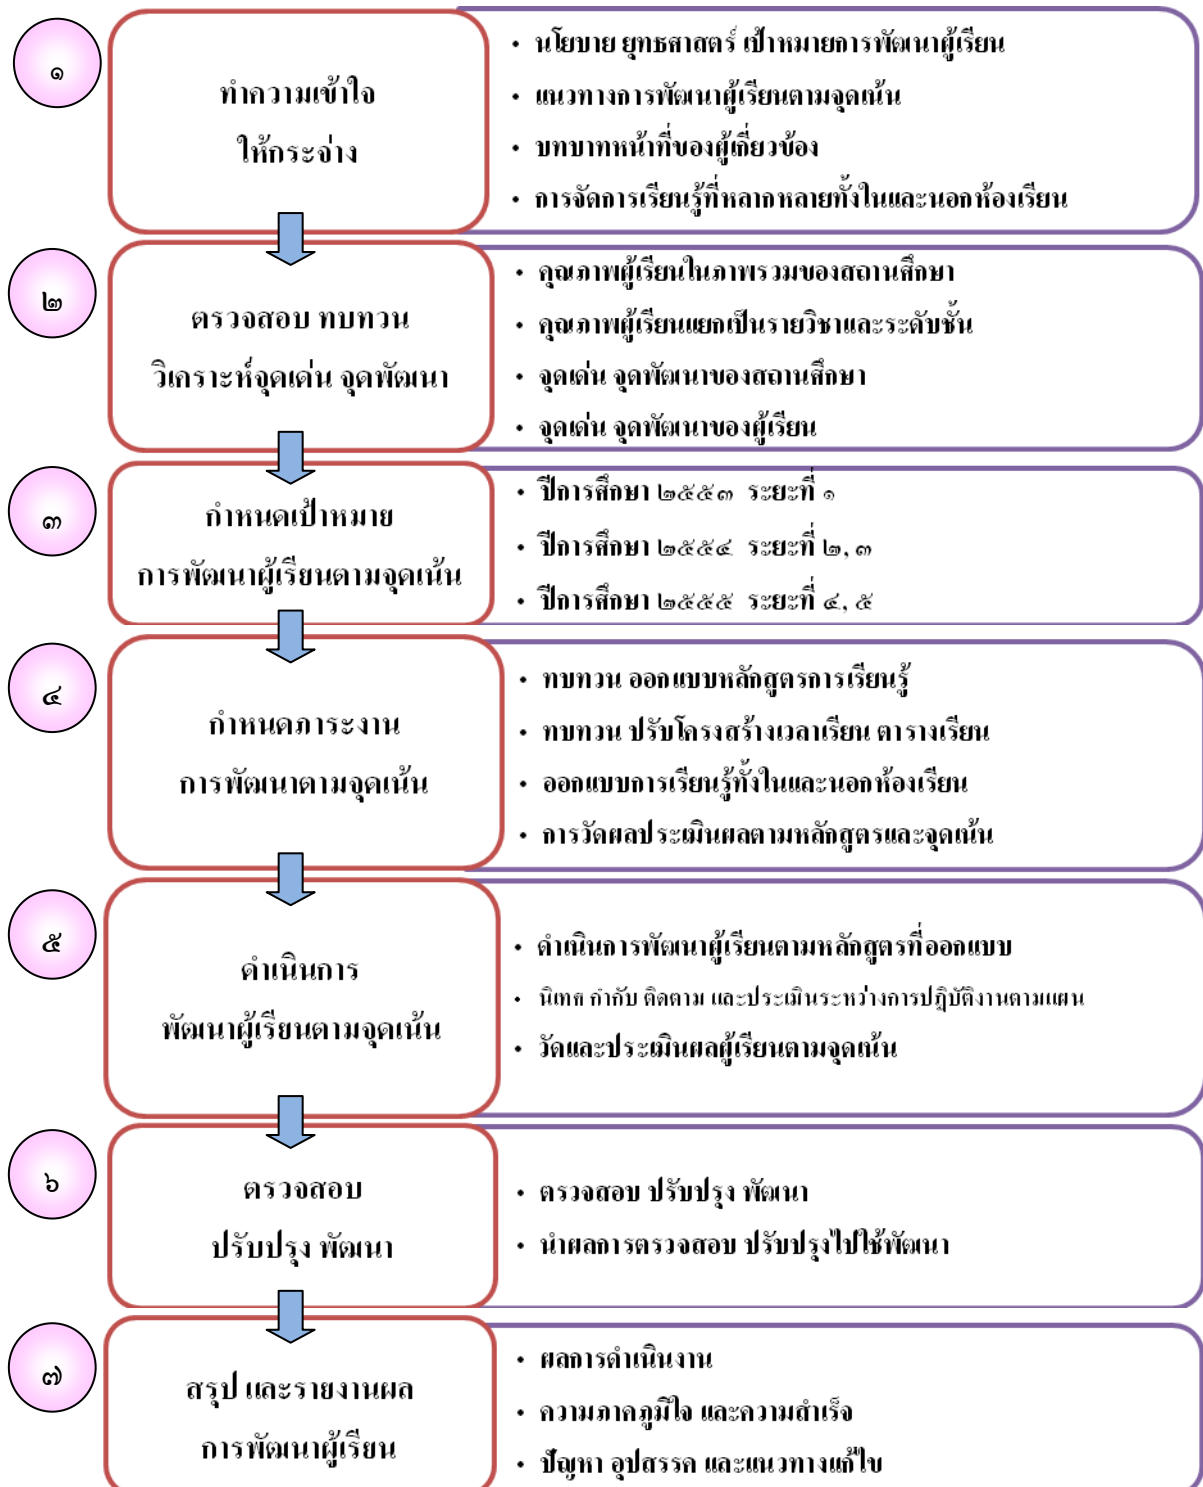 ๑
ทำความเข้าใจ
ให้กระจ่าง
• นโยบาย ยุทธศาสตร์ เป้าหมายการพัฒนาผู้เรียน
• แนวทางการพัฒนาผู้เรียนตามจุดเน้น
• บทบาทหน้าที่ของผู้เกี่ยวข้อง
• การจัดการเรียนรู้ที่หลากหลายทั้งในและนอกห้องเรียน
๒
ตรวจสอบ ทบทวน
วิเคราะห์จุดเด่น จุดพัฒนา
• คุณภาพผู้เรียนในภาพรวมของสถานศึกษา
• คุณภาพผู้เรียนแยกเป็นรายวิชาและระดับชั้น
• จุดเด่น จุดพัฒนาของสถานศึกษา
• จุดเด่น จุดพัฒนาของผู้เรียน
๓
กำหนดเป้าหมาย
การพัฒนาผู้เรียนตามจุดเน้น
• ปีการศึกษา ๒๕๕๓ ระยะที่ ๑
• ปีการศึกษา ๒๕๕๔ ระยะที่ ๒, ๓
• ปีการศึกษา ๒๕๕๕ ระยะที่ ๔, ๕
๔
กำหนดภาระงาน
การพัฒนาตามจุดเน้น
• ทบทวน ออกแบบหลักสูตรการเรียนรู้
• ทบทวน ปรับโครงสร้างเวลาเรียน ตารางเรียน
• ออกแบบการเรียนรู้ทั้งในและนอกห้องเรียน
• การวัดผลประเมินผลตามหลักสูตรและจุดเน้น
๕
ดำเนินการ
พัฒนาผู้เรียนตามจุดเน้น
• ดำเนินการพัฒนาผู้เรียนตามหลักสูตรที่ออกแบบ
• นิเทศ กำกับ ติดตาม และประเมินระหว่างการปฏิบัติงานตามแผน
• วัดและประเมินผลผู้เรียนตามจุดเน้น
๖
ตรวจสอบ
ปรับปรุง พัฒนา
• ตรวจสอบ ปรับปรุง พัฒนา
• นำผลการตรวจสอบ ปรับปรุงไปใช้พัฒนา
๗
สรุป และรายงานผล
การพัฒนาผู้เรียน
• ผลการดำเนินงาน
• ความภาคภูมิใจ และความสำเร็จ
• ปัญหา อุปสรรค และแนวทางแก้ไข